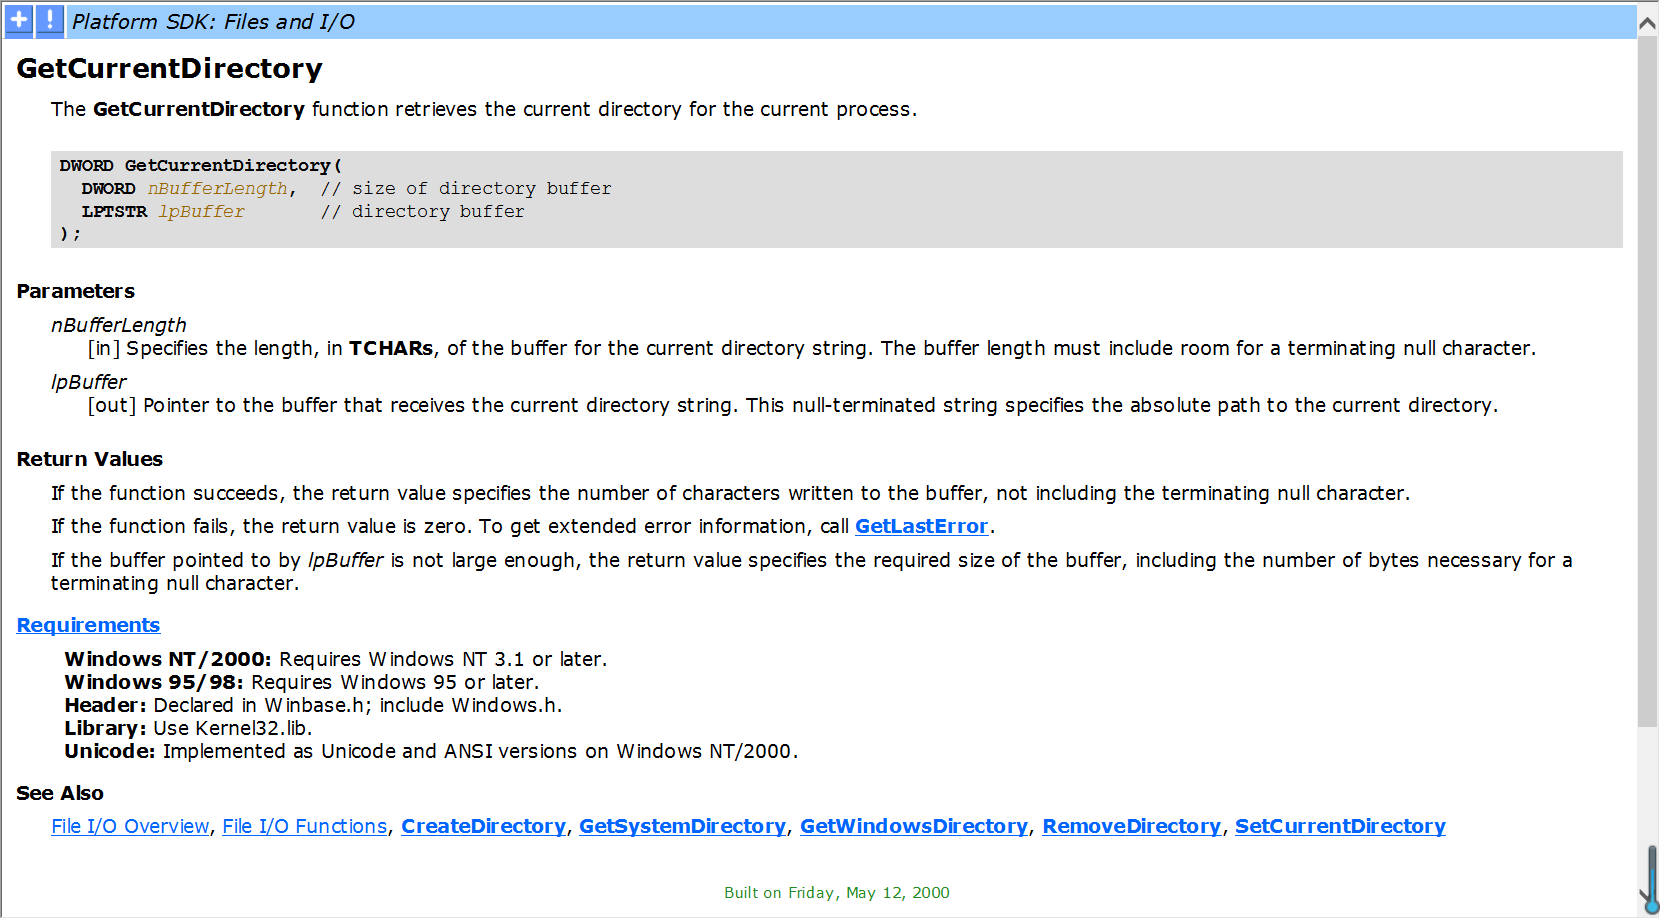 Platform SDK: Files and I/O
GetCurrentDirectory
The GetCurrentDirectory function retrieves the current directory for the current process.
DWORD GetCurrentDirectory(
  DWORD nBufferLength,  // size of directory buffer
  LPTSTR lpBuffer       // directory buffer
);
Parameters
nBufferLength
[in] Specifies the length, in TCHARs, of the buffer for the current directory string. The buffer length must include room for a terminating null character.
lpBuffer
[out] Pointer to the buffer that receives the current directory string. This null-terminated string specifies the absolute path to the current directory.
Return Values
If the function succeeds, the return value specifies the number of characters written to the buffer, not including the terminating null character.
If the function fails, the return value is zero. To get extended error information, call GetLastError.
If the buffer pointed to by lpBuffer is not large enough, the return value specifies the required size of the buffer, including the number of bytes necessary for a
terminating null character.
Requirements
Windows NT/2000: Requires Windows NT 3.1 or later.
Windows 95/98: Requires Windows 95 or later.
Header: Declared in Winbase.h; include Windows.h.
Library: Use Kernel32.lib.
Unicode: Implemented as Unicode and ANSI versions on Windows NT/2000.
See Also
File I/O Overview, File I/O Functions, CreateDirectory, GetSystemDirectory, GetWindowsDirectory, RemoveDirectory, SetCurrentDirectory
Built on Friday, May 12, 2000